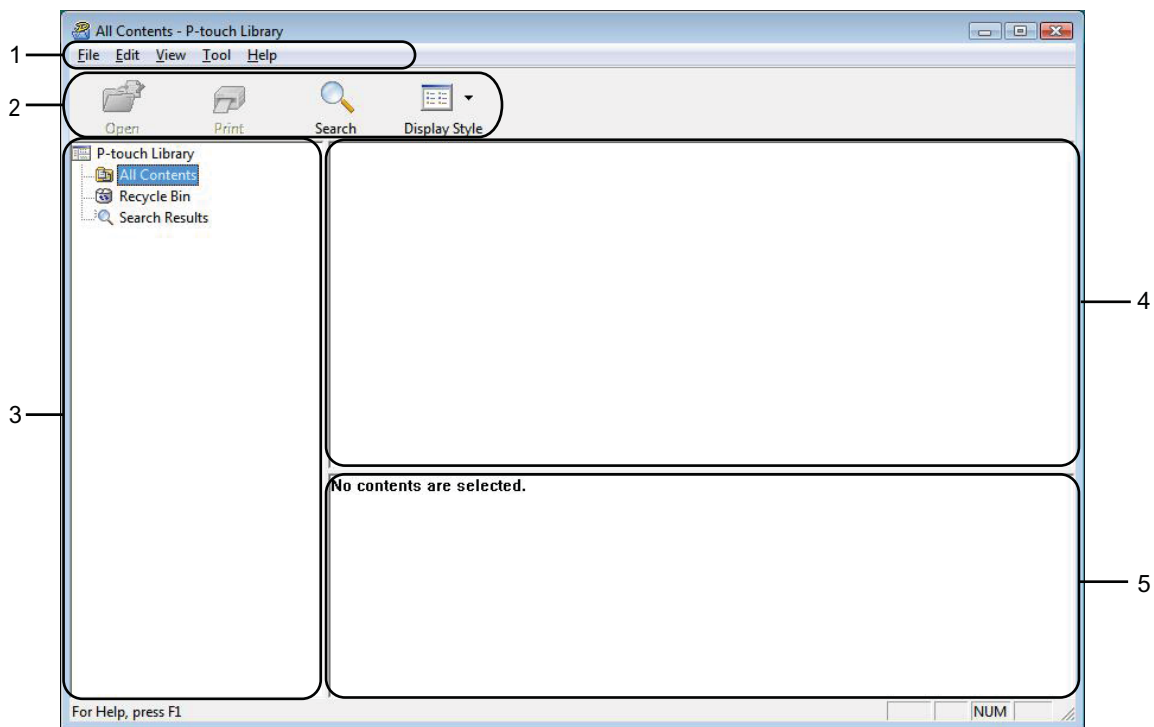 All Contents - P-touch Library
1
File Edit View Tool Help
2
Open Print Search Display Style
P-touch Library
All Contents
Recycle Bin
Search Results
3
4
No contents are selected.
5
For Help, press F1 NUM